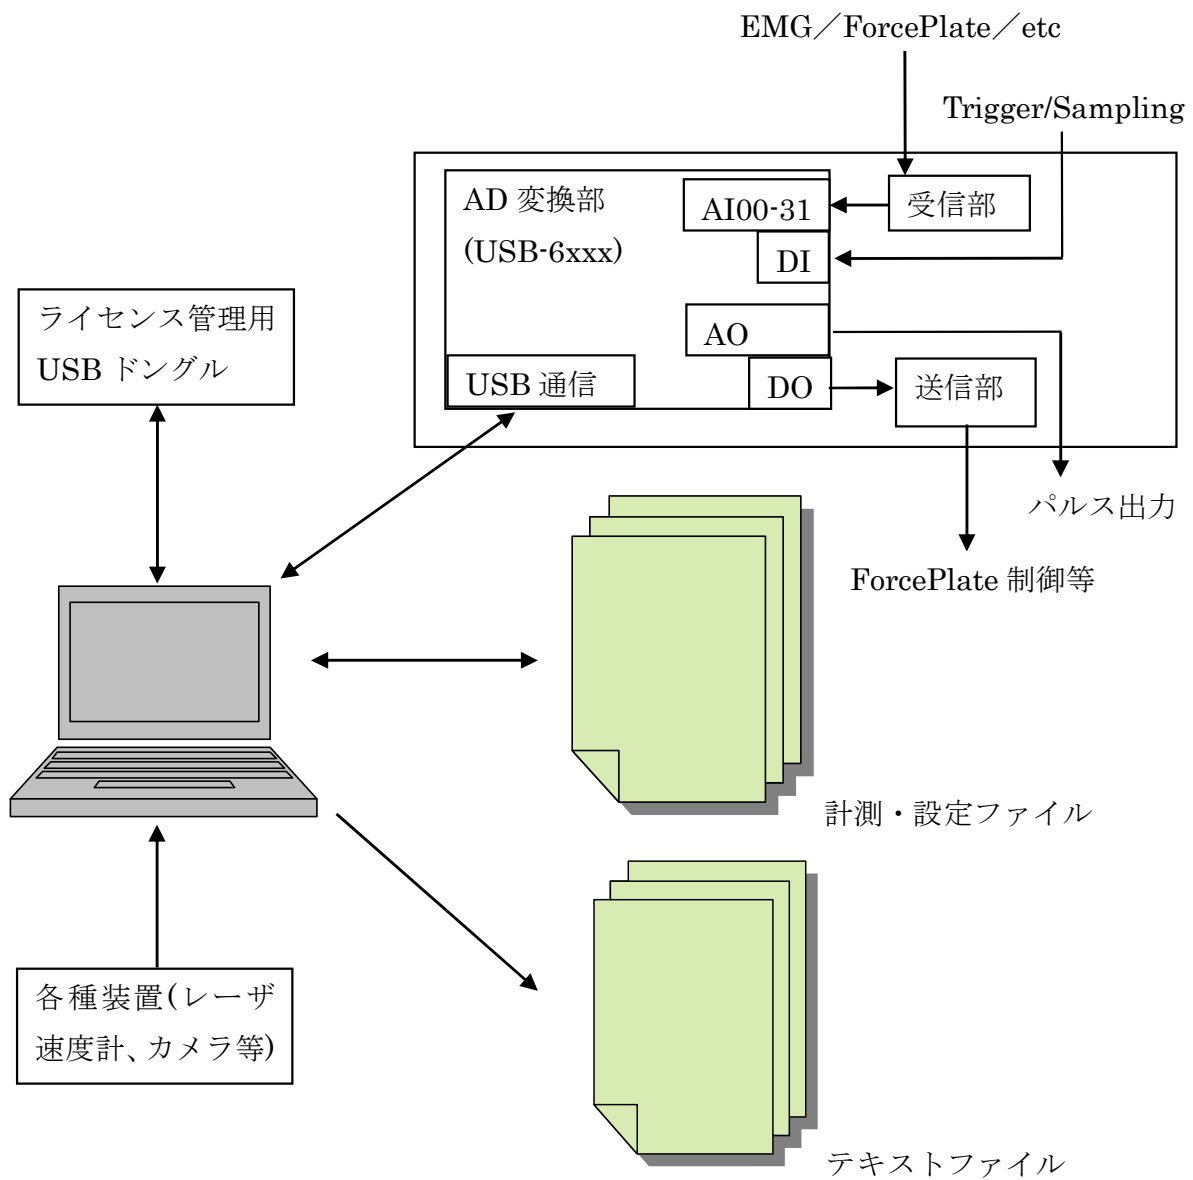 EMG／ForcePlate／etc
Trigger/Sampling
AD 変換部
(USB-6xxx)
AI00-31
受信部
DI
AO
USB 通信
DO
送信部
パルス出力
ForcePlate 制御等
ライセンス管理用
USB ドングル
計測・設定ファイル
各種装置(レーザ
速度計、カメラ等)
テキストファイル